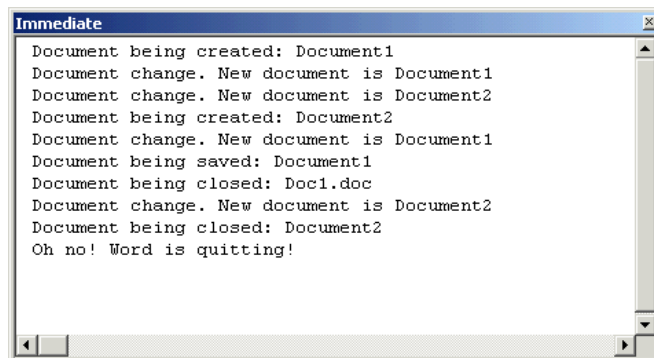 Immediate
Document being created: Document1
Document change. New document is Document1
Document change. New document is Document2
Document being created: Document2
Document change. New document is Document1
Document being saved: Document1
Document being closed: Doc1.doc
Document change. New document is Document2
Document being closed: Document2
Oh no! Word is quitting!